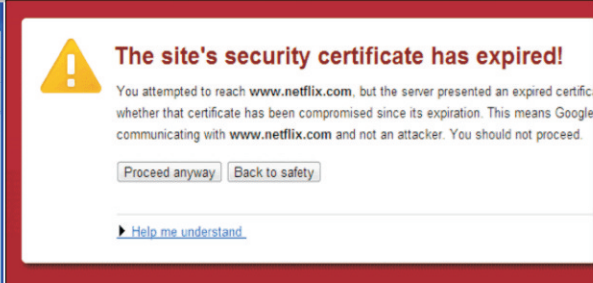 The site's security certificate has expired!
You attempted to reach www.netflix.com, but the server presented an expired
whether that certificate has been compromised since its expiration. This means Google
communicating with www.netflix.com and not an attacker. You should not proceed.
Proceed anyway Back to safety
Help me understand